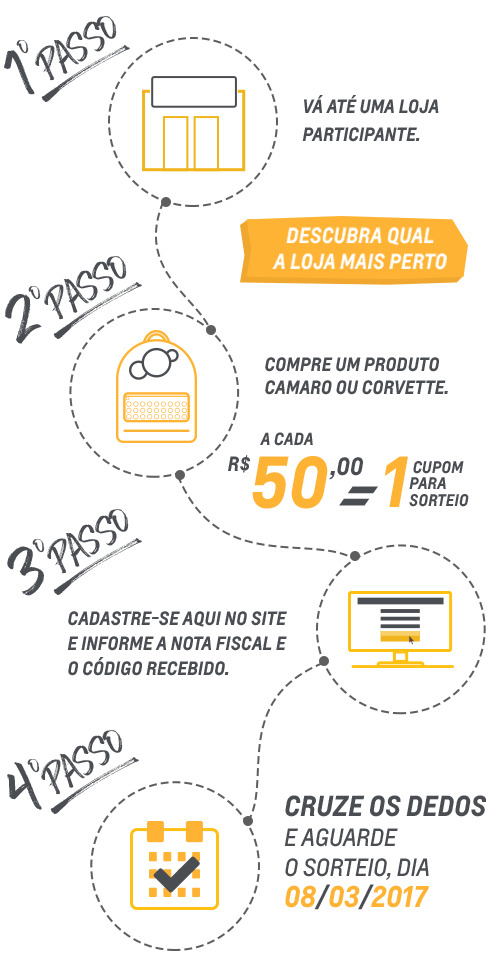 1º PASSO
VÁ ATÉ UMA LOJA
PARTICIPANTE.
DESCUBRA QUAL
A LOJA MAIS PERTO
2º PASSO
COMPRE UM PRODUTO
CAMARO OU CORVETTE.
A CADA
R$ 50,00 = 1 CUPOM
PARA
SORTEIO
3º PASSO
CADASTRE-SE AQUI NO SITE
E INFORME A NOTA FISCAL E
O CÓDIGO RECEBIDO.
4º PASSO
CRUZE OS DEDOS
E AGUARDE
O SORTEIO, DIA
08/03/2017